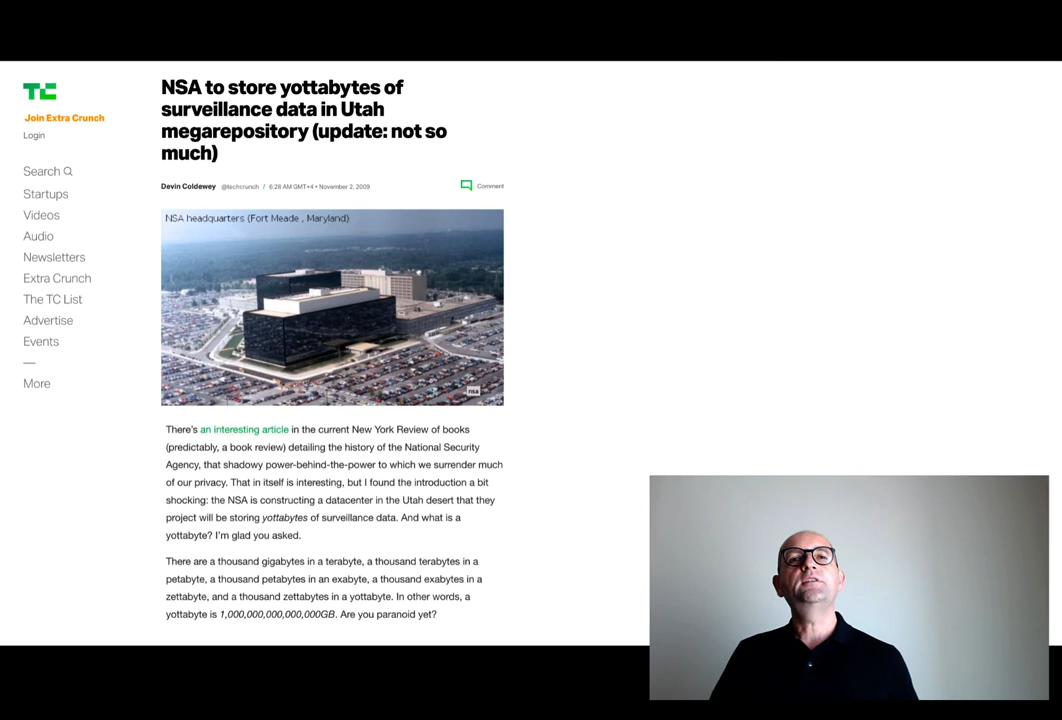 TC
Join Extra Crunch
Login
Search
Startups
Videos
Audio
Newsletters
Extra Crunch
The TC List
Advertise
Events
—
More
NSA to store yottabytes of
surveillance data in Utah
megarepository (update: not so
much)
Devin Coldewey @techcrunch / 6:28 AM GMT+4 • November 2, 2009
Comment
NSA headquarters (Fort Meade , Maryland)
nsa
There's an interesting article in the current New York Review of books
(predictably, a book review) detailing the history of the National Security
Agency, that shadowy power-behind-the-power to which we surrender much
of our privacy. That in itself is interesting, but I found the introduction a bit
shocking: the NSA is constructing a datacenter in the Utah desert that they
project will be storing yottabytes of surveillance data. And what is a
yottabyte? I'm glad you asked.
There are a thousand gigabytes in a terabyte, a thousand terabytes in a
petabyte, a thousand petabytes in an exabyte, a thousand exabytes in a
zettabyte, and a thousand zettabytes in a yottabyte. In other words, a
yottabyte is 1,000,000,000,000,000GB. Are you paranoid yet?